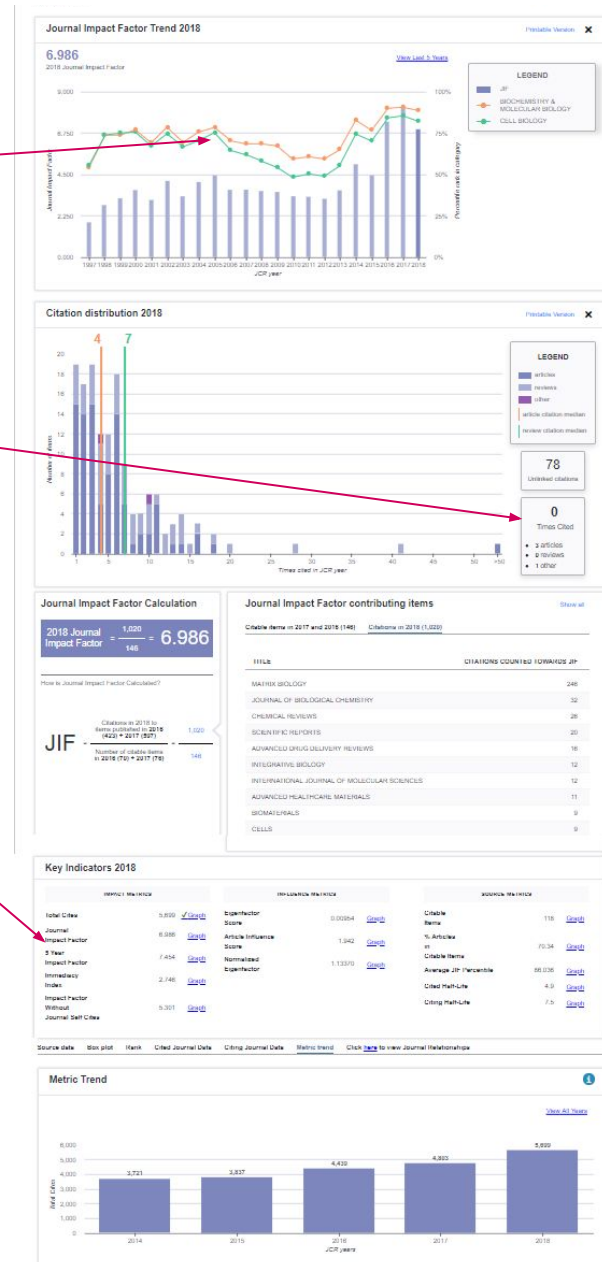 Journal Impact Factor Trend 2018
Printable Version X
6.986
2018 Journal Impact Factor
View Last 5 Years
LEGEND
JIF
BIOCHEMISTRY &
MOLECULAR BIOLOGY
CELL BIOLOGY
9.000
6.750
4.500
2.250
0.000
100%
75%
50%
25%
0%
Journal Impact Factor
Percentile rank in category
1997 1998 1999 2000 2001 2002 2003 2004 2005 2006 2007 2008 2009 2010 2011 2012 2013 2014 2015 2016 2017 2018
JCR year
Citation distribution 2018
Printable Version X
4 7
20
18
16
14
12
10
8
6
4
2
0
Number of items
1 5 10 15 20 25 30 35 40 45 50 >50
Times cited in JCR year
LEGEND
articles
reviews
other
article citation median
review citation median
78
Unlinked citations
0
Times Cited
• 3 articles
• 0 reviews
• 1 other
Journal Impact Factor Calculation
2018 Journal Impact Factor = 1,020 / 146 = 6.986
How is Journal Impact Factor Calculated?
JIF =
Citations in 2018 to
items published in 2016
(423) + 2017 (597)
Number of citable items
in 2016 (70) + 2017 (76)
=
1,020
146
Journal Impact Factor contributing items
Show all
Citable items in 2017 and 2016 (146) Citations in 2018 (1,020)
TITLE CITATIONS COUNTED TOWARDS JIF
MATRIX BIOLOGY 246
JOURNAL OF BIOLOGICAL CHEMISTRY 32
CHEMICAL REVIEWS 26
SCIENTIFIC REPORTS 20
ADVANCED DRUG DELIVERY REVIEWS 16
INTEGRATIVE BIOLOGY 12
INTERNATIONAL JOURNAL OF MOLECULAR SCIENCES 12
ADVANCED HEALTHCARE MATERIALS 11
BIOMATERIALS 9
CELLS 9
Key Indicators 2018
IMPACT METRICS INFLUENCE METRICS SOURCE METRICS
Total Cites 5,699 ✓ Graph
Journal
Impact Factor 6.986 Graph
5 Year
Impact Factor 7.454 Graph
Immediacy
Index 2.746 Graph
Impact Factor
Without
Journal Self Cites 5.301 Graph
Eigenfactor
Score 0.00954 Graph
Article Influence
Score 1.942 Graph
Normalized
Eigenfactor 1.13370 Graph
Citable
Items 118 Graph
% Articles
in
Citable Items 70.34 Graph
Average JIF Percentile 86.036 Graph
Cited Half-Life 4.9 Graph
Citing Half-Life 7.5 Graph
Source data Box plot Rank Cited Journal Data Citing Journal Data Metric trend Click here to view Journal Relationships
Metric Trend i
View All Years
6,000
5,000
4,000
3,000
2,000
1,000
0
Total Cites
3,731 3,837 4,439 4,803 5,699
2014 2015 2016 2017 2018
JCR years